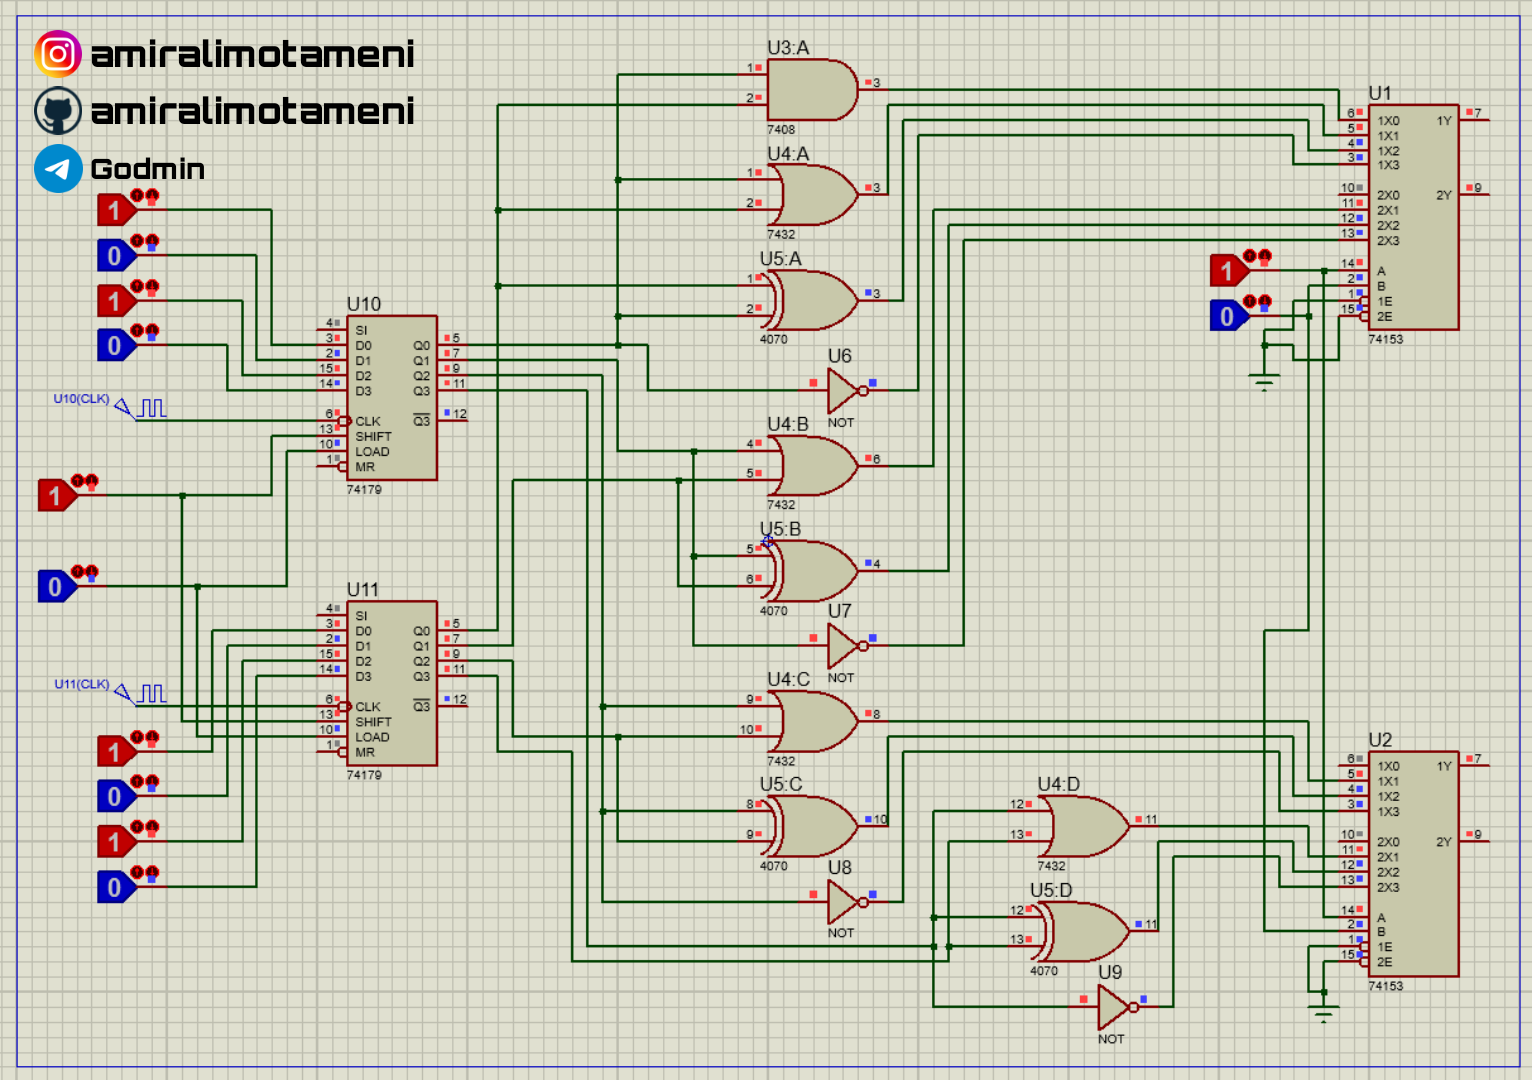 amiralimotameni
amiralimotameni
Godmin
1
0
1
0
U10(CLK)
1
0
U11(CLK)
1
0
1
0
U10
4 SI
3 D0 Q0 5
2 D1 Q1 7
15 D2 Q2 9
14 D3 Q3 11
6 CLK Q3 12
13 SHIFT
10 LOAD
1 MR
74179
U11
4 SI
3 D0 Q0 5
2 D1 Q1 7
15 D2 Q2 9
14 D3 Q3 11
6 CLK Q3 12
13 SHIFT
10 LOAD
1 MR
74179
U3:A
1
2
3
7408
U4:A
1
2
3
7432
U5:A
1
2
3
4070
U6
NOT
U4:B
4
5
6
7432
U5:B
5
6
4
4070
U7
NOT
U4:C
9
10
8
7432
U5:C
8
9
10
4070
U8
NOT
U4:D
12
13
11
7432
U5:D
12
13
11
4070
U9
NOT
1
0
U1
6 1X0 1Y 7
5 1X1
4 1X2
3 1X3
10 2X0 2Y 9
11 2X1
12 2X2
13 2X3
14 A
2 B
1 1E
15 2E
74153
U2
6 1X0 1Y 7
5 1X1
4 1X2
3 1X3
10 2X0 2Y 9
11 2X1
12 2X2
13 2X3
14 A
2 B
1 1E
15 2E
74153